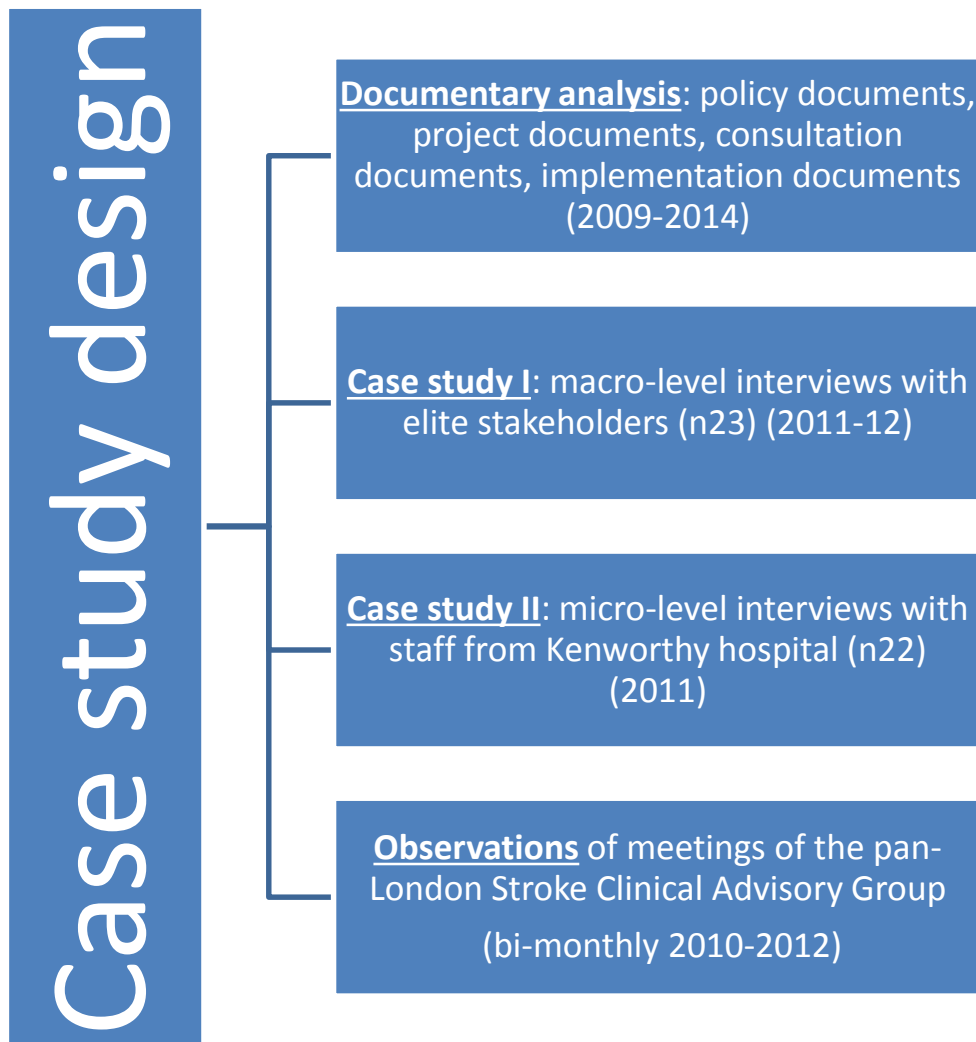 Case study design
Documentary analysis: policy documents,
project documents, consultation
documents, implementation documents
(2009-2014)
Case study I: macro-level interviews with
elite stakeholders (n23) (2011-12)
Case study II: micro-level interviews with
staff from Kenworthy hospital (n22)
(2011)
Observations of meetings of the pan-
London Stroke Clinical Advisory Group
(bi-monthly 2010-2012)